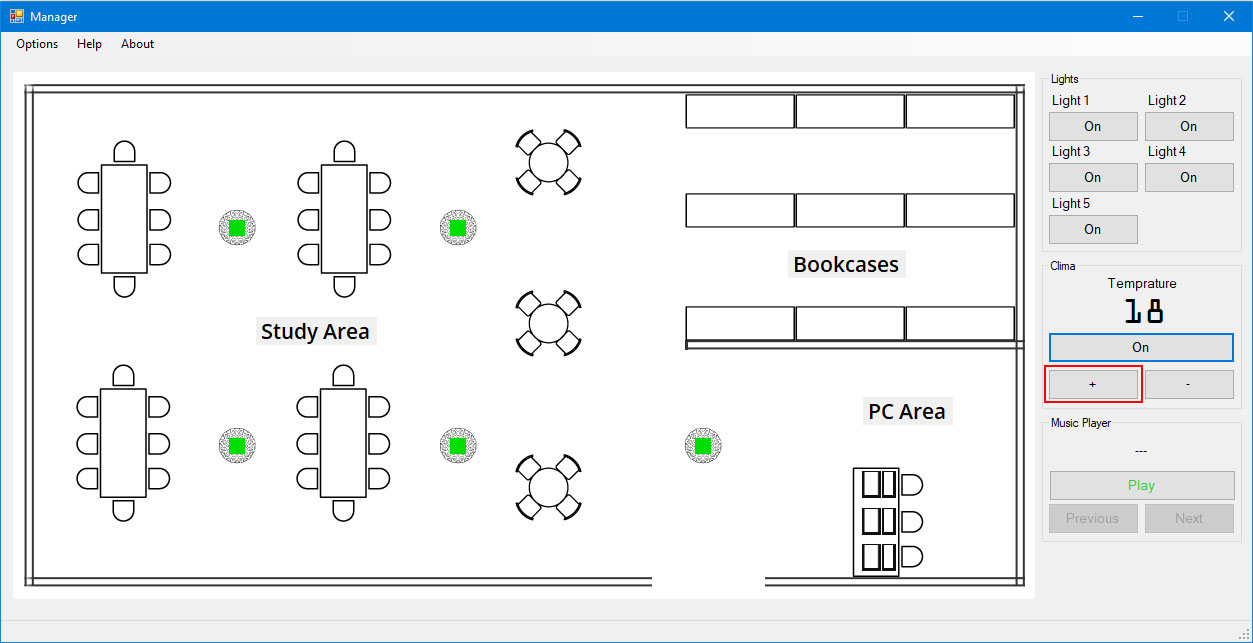 Manager
Options Help About
Study Area
Bookcases
PC Area
Lights
Light 1 Light 2
On On
Light 3 Light 4
On On
Light 5
On
Clima
Temprature
18
On
+ -
Music Player
---
Play
Previous Next